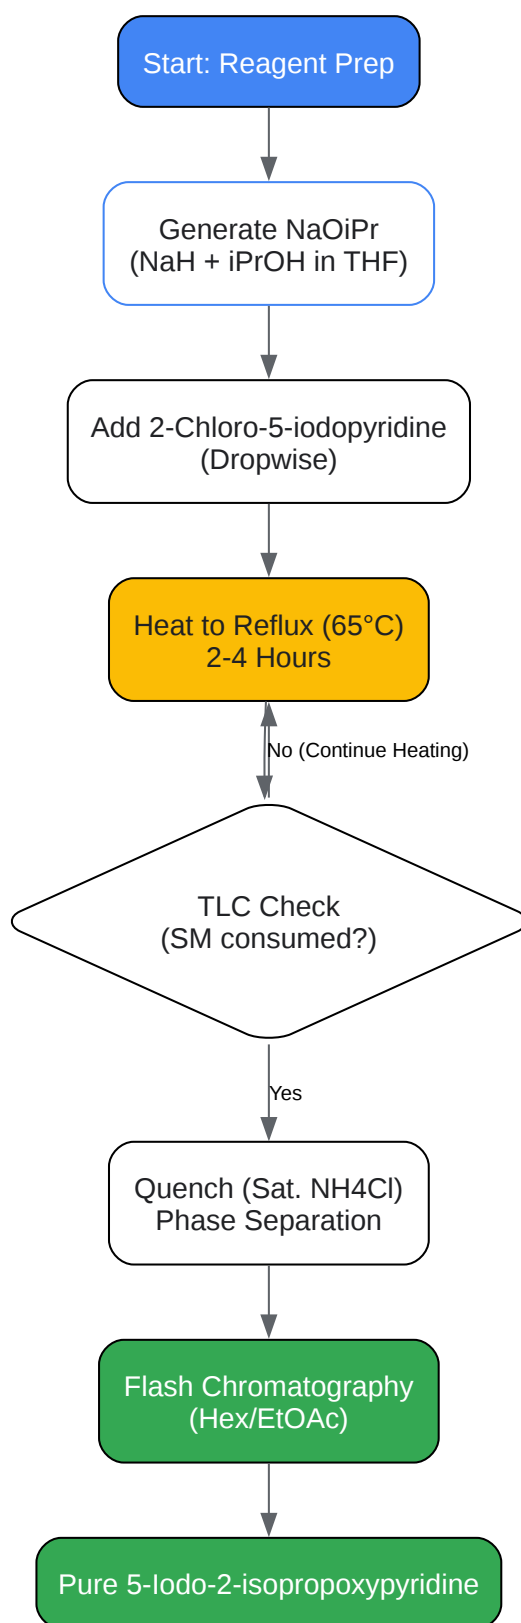 Start: Reagent Prep
Generate NaOiPr
(NaH + iPrOH in THF)
Add 2-Chloro-5-iodopyridine
(Dropwise)
Heat to Reflux (65°C)
2-4 Hours
No (Continue Heating)
TLC Check
(SM consumed?)
Yes
Quench (Sat. NH4Cl)
Phase Separation
Flash Chromatography
(Hex/EtOAc)
Pure 5-Iodo-2-isopropoxypyridine